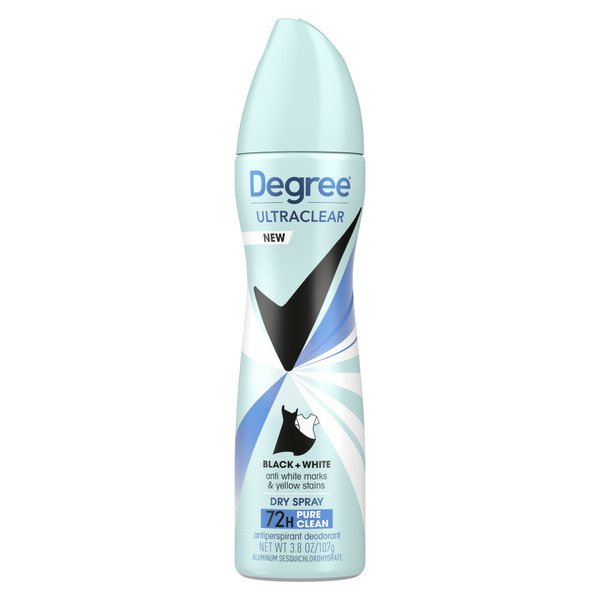 Degree®
ULTRACLEAR
NEW
BLACK + WHITE
anti white marks
& yellow stains
DRY SPRAY
72H PURE CLEAN
antiperspirant deodorant
NET WT 3.8 OZ/107g
ALUMINUM SESQUICHLOROHYDRATE